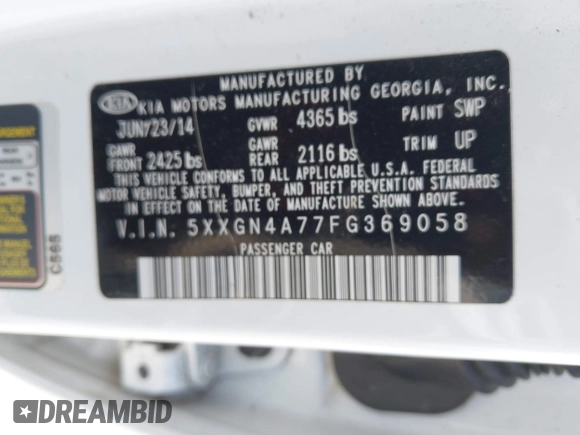 MANUFACTURED BY
KIA KIA MOTORS MANUFACTURING GEORGIA, INC.
JUN/23/14 GVWR 4365 lbs PAINT SWP
GAWR FRONT 2425 lbs GAWR REAR 2116 lbs TRIM UP
THIS VEHICLE CONFORMS TO ALL APPLICABLE U.S.A. FEDERAL
MOTOR VEHICLE SAFETY, BUMPER, AND THEFT PREVENTION STANDARDS
IN EFFECT ON THE DATE OF MANUFACTURE SHOWN ABOVE.
V.I.N. 5XXGN4A77FG369058
PASSENGER CAR
C565
DREAMBID